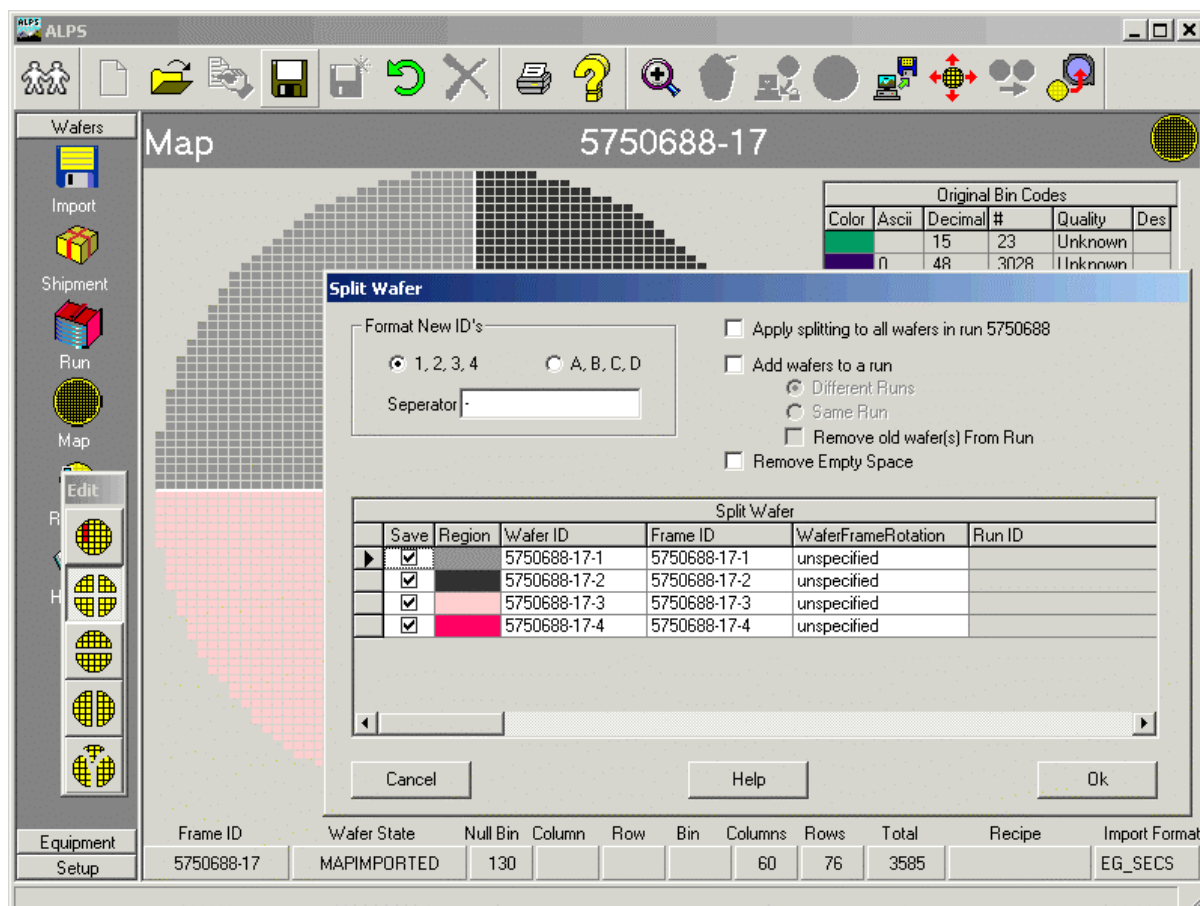 ALPS
ALPS
Wafers
Import
Shipment
Run
Map
Edit
R
H
Equipment
Setup
Map 5750688-17
Original Bin Codes
Color Ascii Decimal # Quality Des
15 23 Unknown
0 48 3028 Unknown
Split Wafer
Format New ID's
1, 2, 3, 4 A, B, C, D
Seperator -
Apply splitting to all wafers in run 5750688
Add wafers to a run
Different Runs
Same Run
Remove old wafer(s) From Run
Remove Empty Space
Split Wafer
Save Region Wafer ID Frame ID WaferFrameRotation Run ID
5750688-17-1 5750688-17-1 unspecified
5750688-17-2 5750688-17-2 unspecified
5750688-17-3 5750688-17-3 unspecified
5750688-17-4 5750688-17-4 unspecified
Cancel Help Ok
Frame ID Wafer State Null Bin Column Row Bin Columns Rows Total Recipe Import Format
5750688-17 MAPIMPORTED 130 60 76 3585 EG_SECS